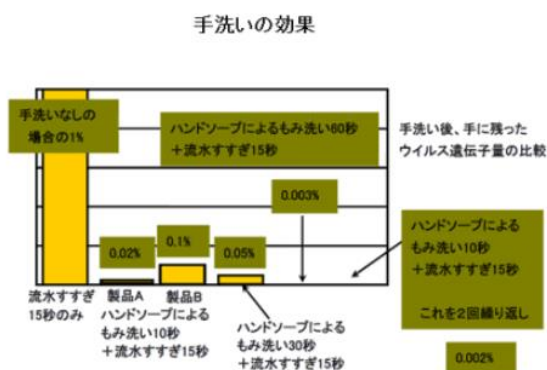 手洗いの効果
手洗いなしの
場合の1%
ハンドソープによるもみ洗い60秒
＋流水すすぎ15秒
手洗い後、手に残った
ウイルス遺伝子量の比較
0.003%
0.02%
0.1%
0.05%
ハンドソープによる
もみ洗い10秒
＋流水すすぎ15秒
これを2回繰り返し
0.002%
流水すすぎ
15秒のみ
製品A 製品B
ハンドソープによる
もみ洗い10秒
＋流水すすぎ15秒
ハンドソープによる
もみ洗い30秒
＋流水すすぎ15秒